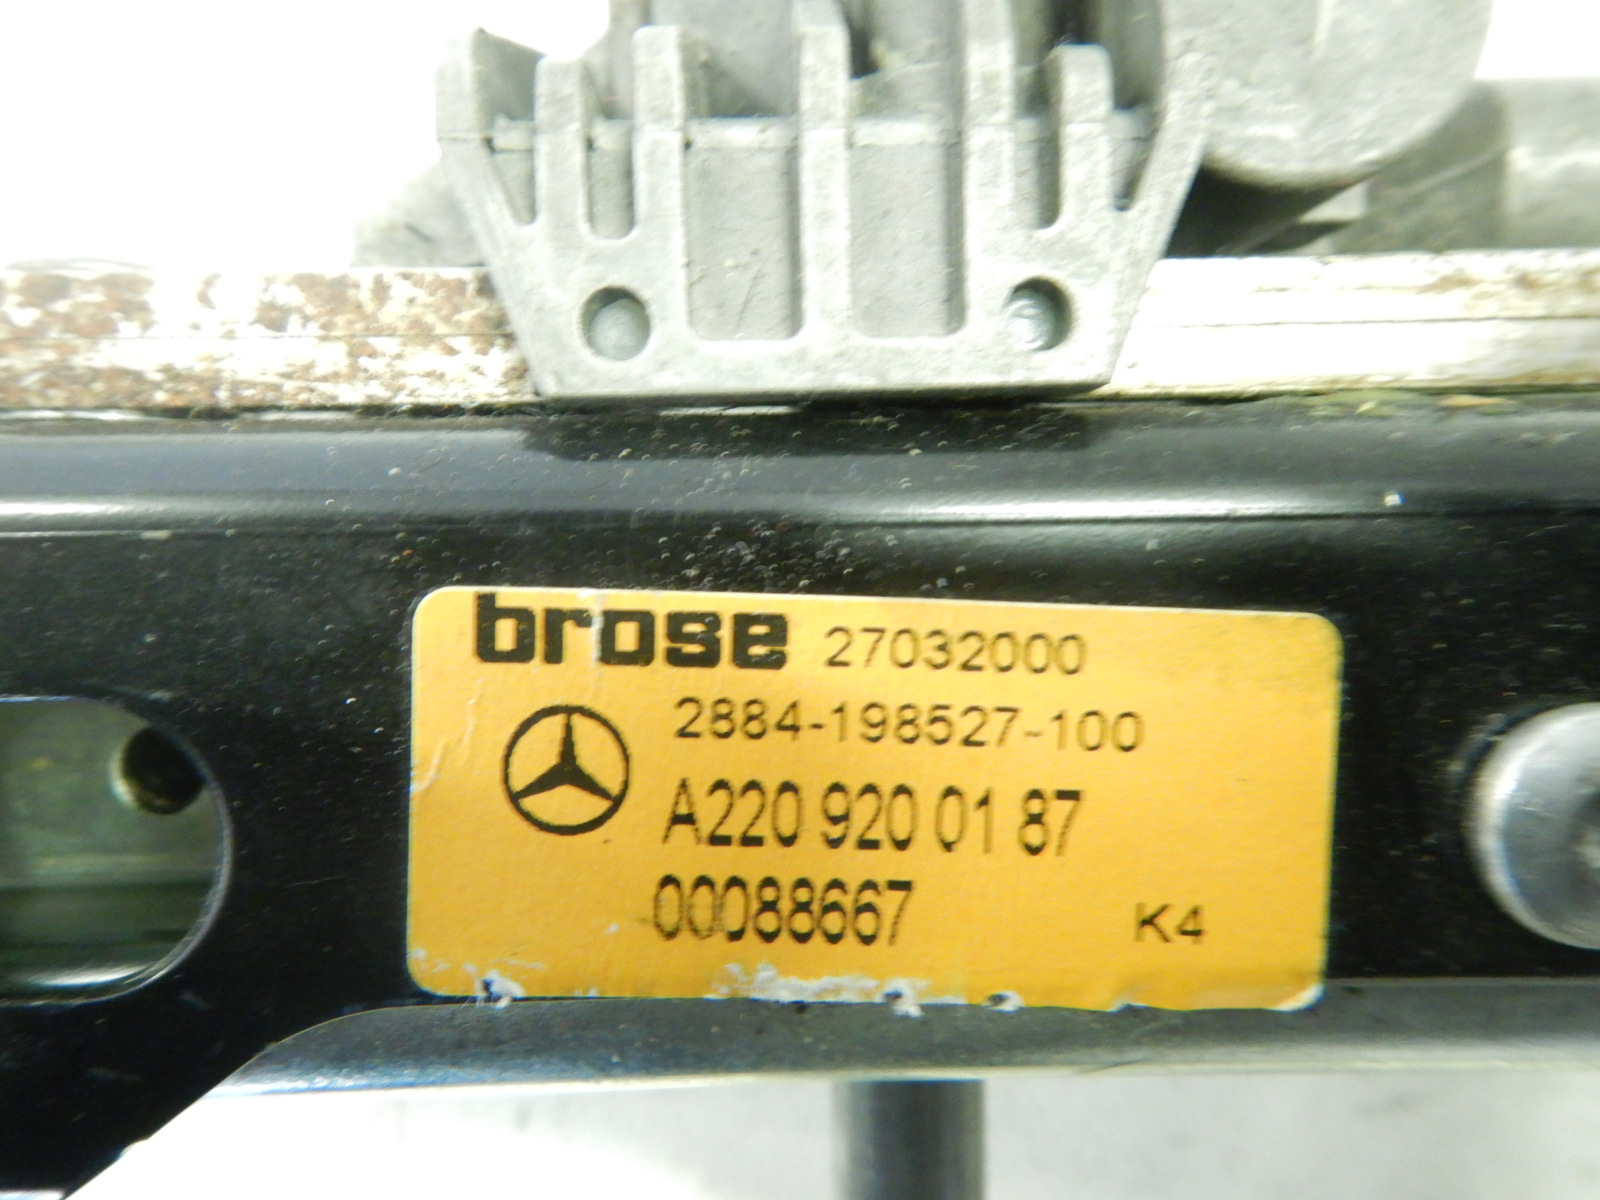 brose 27032000
2884-198527-100
A220 920 01 87
00088667 K4